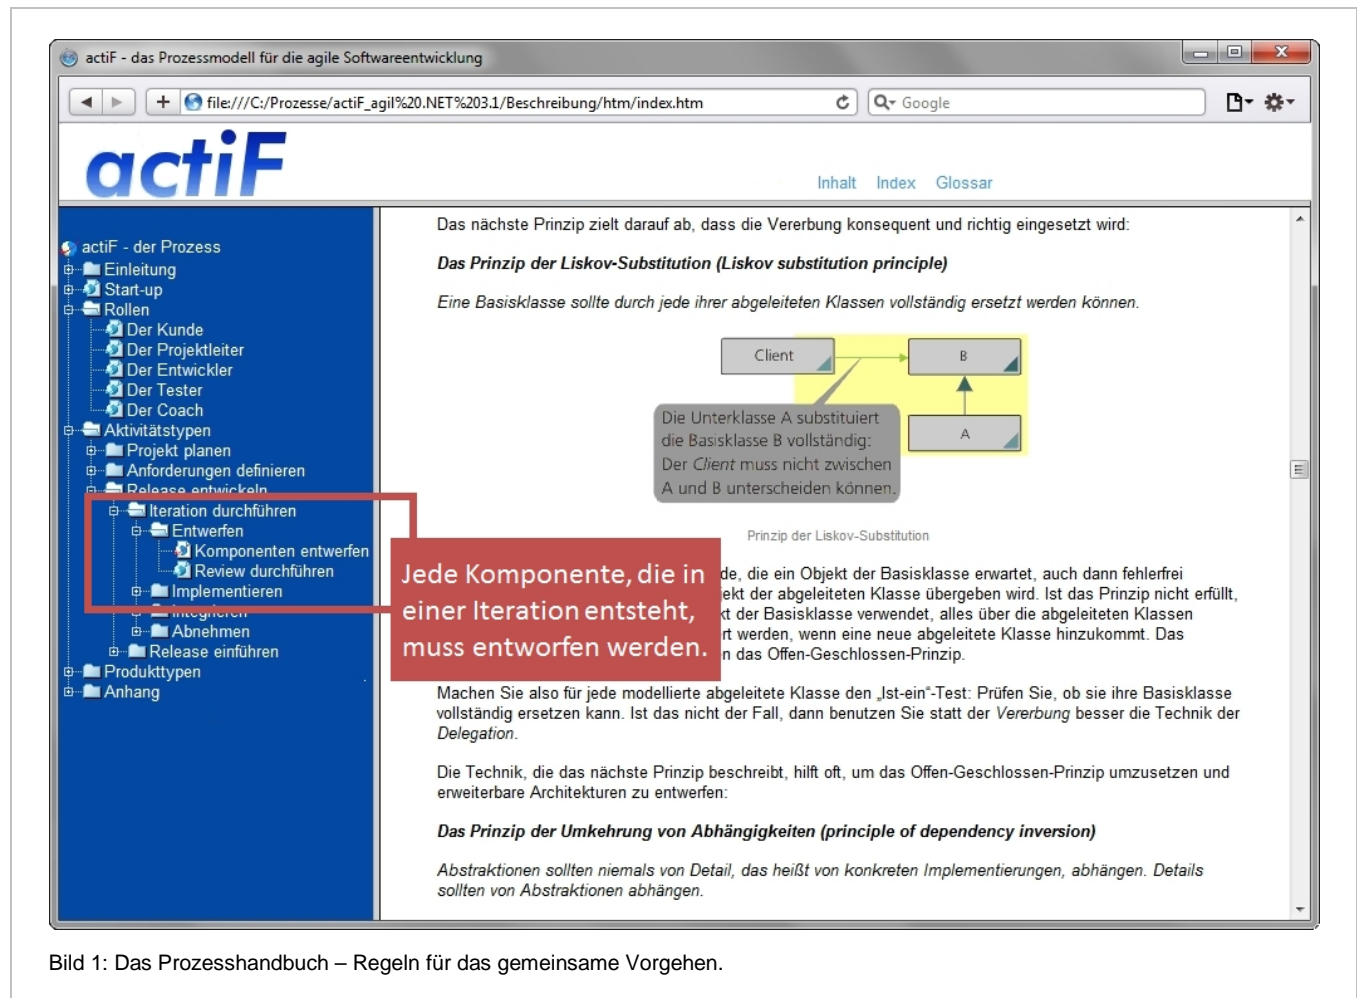 actiF - das Prozessmodell für die agile Softwareentwicklung
file:///C:/Prozesse/actiF_agil%20.NET%203.1/Beschreibung/htm/index.htm
Google
actiF
Inhalt Index Glossar
actiF - der Prozess
Einleitung
Start-up
Rollen
Der Kunde
Der Projektleiter
Der Entwickler
Der Tester
Der Coach
Aktivitätstypen
Projekt planen
Anforderungen definieren
Release entwickeln
Iteration durchführen
Entwerfen
Komponenten entwerfen
Review durchführen
Implementieren
Integrieren
Abnehmen
Release einführen
Produkttypen
Anhang
Das nächste Prinzip zielt darauf ab, dass die Vererbung konsequent und richtig eingesetzt wird:
Das Prinzip der Liskov-Substitution (Liskov substitution principle)
Eine Basisklasse sollte durch jede ihrer abgeleiteten Klassen vollständig ersetzt werden können.
Client
B
A
Die Unterklasse A substituiert
die Basisklasse B vollständig:
Der Client muss nicht zwischen
A und B unterscheiden können.
Prinzip der Liskov-Substitution
Jede Komponente, die in
einer Iteration entsteht,
muss entworfen werden.
die ein Objekt der Basisklasse erwartet, auch dann fehlerfrei
der abgeleiteten Klasse übergeben wird. Ist das Prinzip nicht erfüllt,
der Basisklasse verwendet, alles über die abgeleiteten Klassen
werden, wenn eine neue abgeleitete Klasse hinzukommt. Das
das Offen-Geschlossen-Prinzip.
Machen Sie also für jede modellierte abgeleitete Klasse den „Ist-ein“-Test: Prüfen Sie, ob sie ihre Basisklasse
vollständig ersetzen kann. Ist das nicht der Fall, dann benutzen Sie statt der Vererbung besser die Technik der
Delegation.
Die Technik, die das nächste Prinzip beschreibt, hilft oft, um das Offen-Geschlossen-Prinzip umzusetzen und
erweiterbare Architekturen zu entwerfen:
Das Prinzip der Umkehrung von Abhängigkeiten (principle of dependency inversion)
Abstraktionen sollten niemals von Detail, das heißt von konkreten Implementierungen, abhängen. Details
sollten von Abstraktionen abhängen.
Bild 1: Das Prozesshandbuch – Regeln für das gemeinsame Vorgehen.